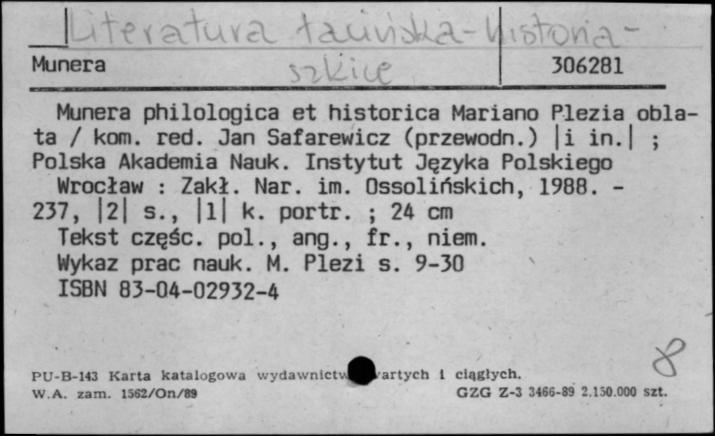 Literatura łacińska - historia -
szkice
Munera 306281
Munera philologica et historica Mariano Plezia obla-
ta / kom. red. Jan Safarewicz (przewodn.) |i in.| ;
Polska Akademia Nauk. Instytut Języka Polskiego
Wrocław : Zakł. Nar. im. Ossolińskich, 1988. -
237, |2| s., |1| k. portr. ; 24 cm
Tekst częśc. pol., ang., fr., niem.
Wykaz prac nauk. M. Plezi s. 9-30
ISBN 83-04-02932-4
8
PU-B-143 Karta katalogowa wydawnictw wartych i ciągłych.
W.A. zam. 1562/On/89 GZG Z-3 3466-89 2.150.000 szt.